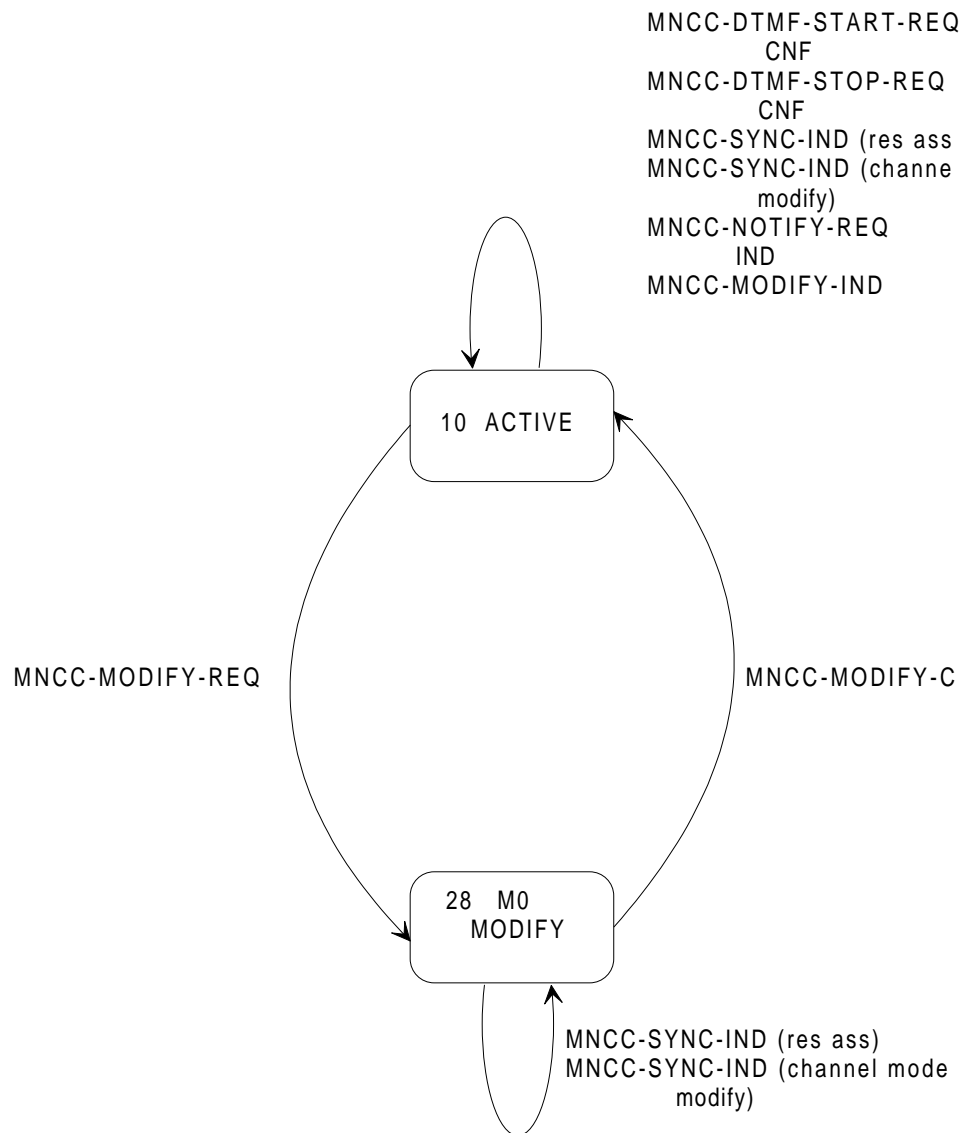 MNCC-DTMF-START-REQ
CNF
MNCC-DTMF-STOP-REQ
CNF
MNCC-SYNC-IND (res ass
MNCC-SYNC-IND (channe
modify)
MNCC-NOTIFY-REQ
IND
MNCC-MODIFY-IND
10 ACTIVE
MNCC-MODIFY-REQ
MNCC-MODIFY-C
28 M0
MODIFY
MNCC-SYNC-IND (res ass)
MNCC-SYNC-IND (channel mode
modify)